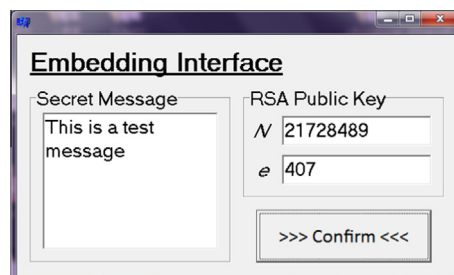 Embedding Interface
Secret Message
This is a test
message
RSA Public Key
N 21728489
e 407
>>> Confirm <<<